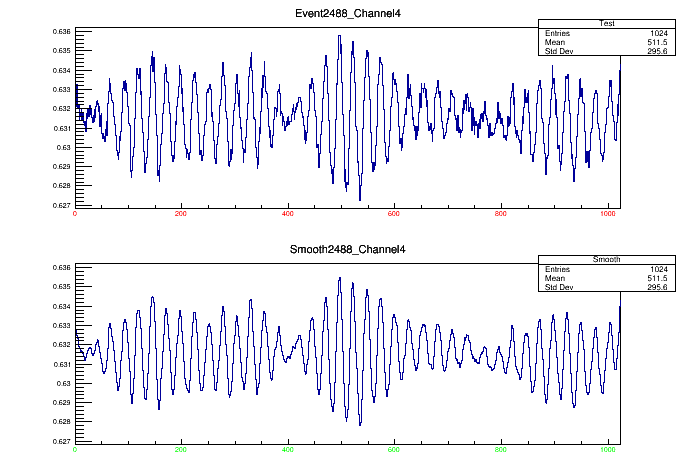 Event2488_Channel4
Test
Entries 1024
Mean 511.5
Std Dev 295.6
0.636
0.635
0.634
0.633
0.632
0.631
0.63
0.629
0.628
0.627
0 200 400 600 800 1000
Smooth2488_Channel4
Smooth
Entries 1024
Mean 511.5
Std Dev 295.6
0.636
0.635
0.634
0.633
0.632
0.631
0.63
0.629
0.628
0.627
0 200 400 600 800 1000